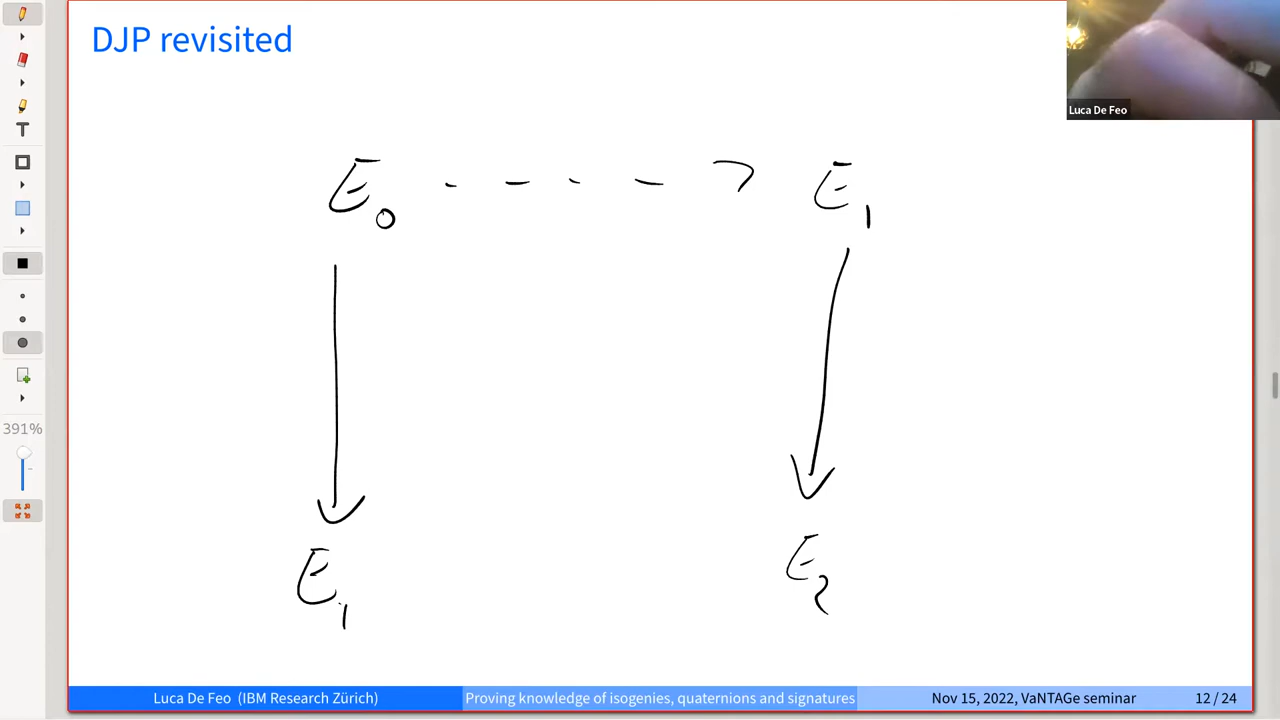 DJP revisited
Luca De Feo
E0 E1
E1 E2
T
391%
Luca De Feo (IBM Research Zürich) Proving knowledge of isogenies, quaternions and signatures Nov 15, 2022, VaNTAGe seminar 12 / 24